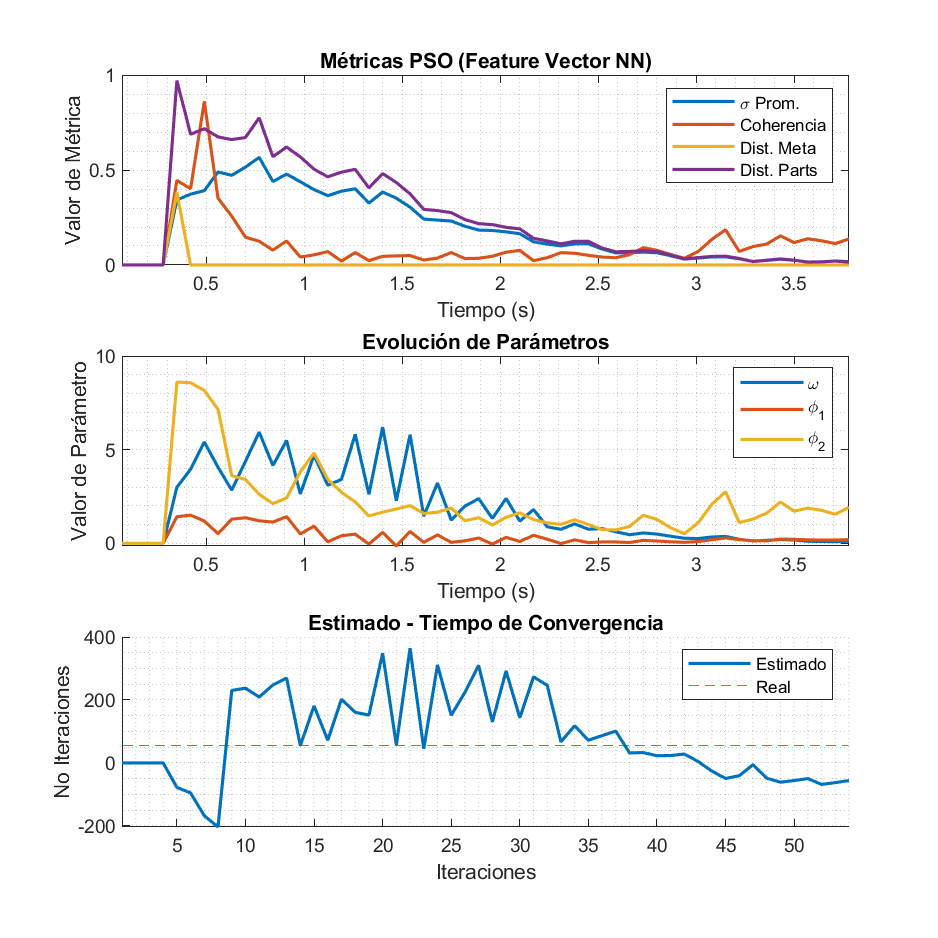 Métricas PSO (Feature Vector NN)
Valor de Métrica
1
0.5
0
σ Prom.
Coherencia
Dist. Meta
Dist. Parts
0.5 1 1.5 2 2.5 3 3.5
Tiempo (s)
Evolución de Parámetros
Valor de Parámetro
10
5
0
ω
ϕ1
ϕ2
0.5 1 1.5 2 2.5 3 3.5
Tiempo (s)
Estimado - Tiempo de Convergencia
No Iteraciones
400
200
0
-200
Estimado
Real
5 10 15 20 25 30 35 40 45 50
Iteraciones